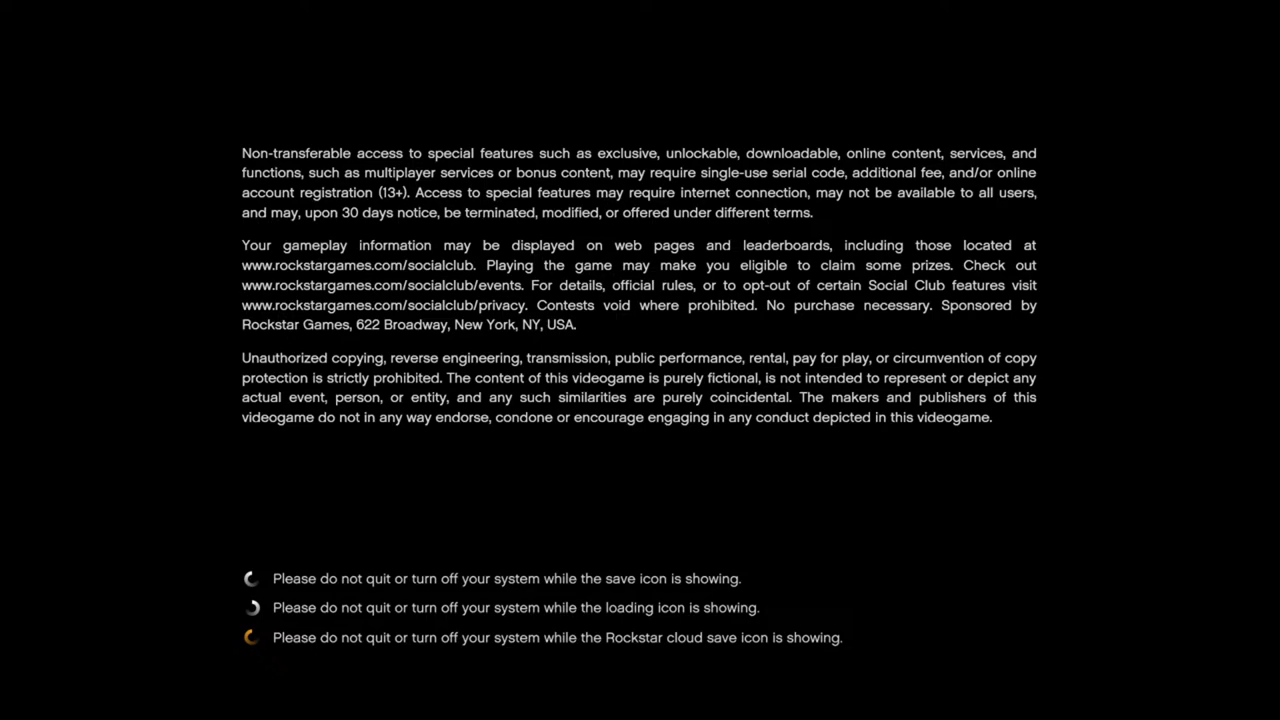 Non-transferable access to special features such as exclusive, unlockable, downloadable, online content, services, and
functions, such as multiplayer services or bonus content, may require single-use serial code, additional fee, and/or online
account registration (13+). Access to special features may require internet connection, may not be available to all users,
and may, upon 30 days notice, be terminated, modified, or offered under different terms.
Your gameplay information may be displayed on web pages and leaderboards, including those located at
www.rockstargames.com/socialclub. Playing the game may make you eligible to claim some prizes. Check out
www.rockstargames.com/socialclub/events. For details, official rules, or to opt-out of certain Social Club features visit
www.rockstargames.com/socialclub/privacy. Contests void where prohibited. No purchase necessary. Sponsored by
Rockstar Games, 622 Broadway, New York, NY, USA.
Unauthorized copying, reverse engineering, transmission, public performance, rental, pay for play, or circumvention of copy
protection is strictly prohibited. The content of this videogame is purely fictional, is not intended to represent or depict any
actual event, person, or entity, and any such similarities are purely coincidental. The makers and publishers of this
videogame do not in any way endorse, condone or encourage engaging in any conduct depicted in this videogame.
Please do not quit or turn off your system while the save icon is showing.
Please do not quit or turn off your system while the loading icon is showing.
Please do not quit or turn off your system while the Rockstar cloud save icon is showing.